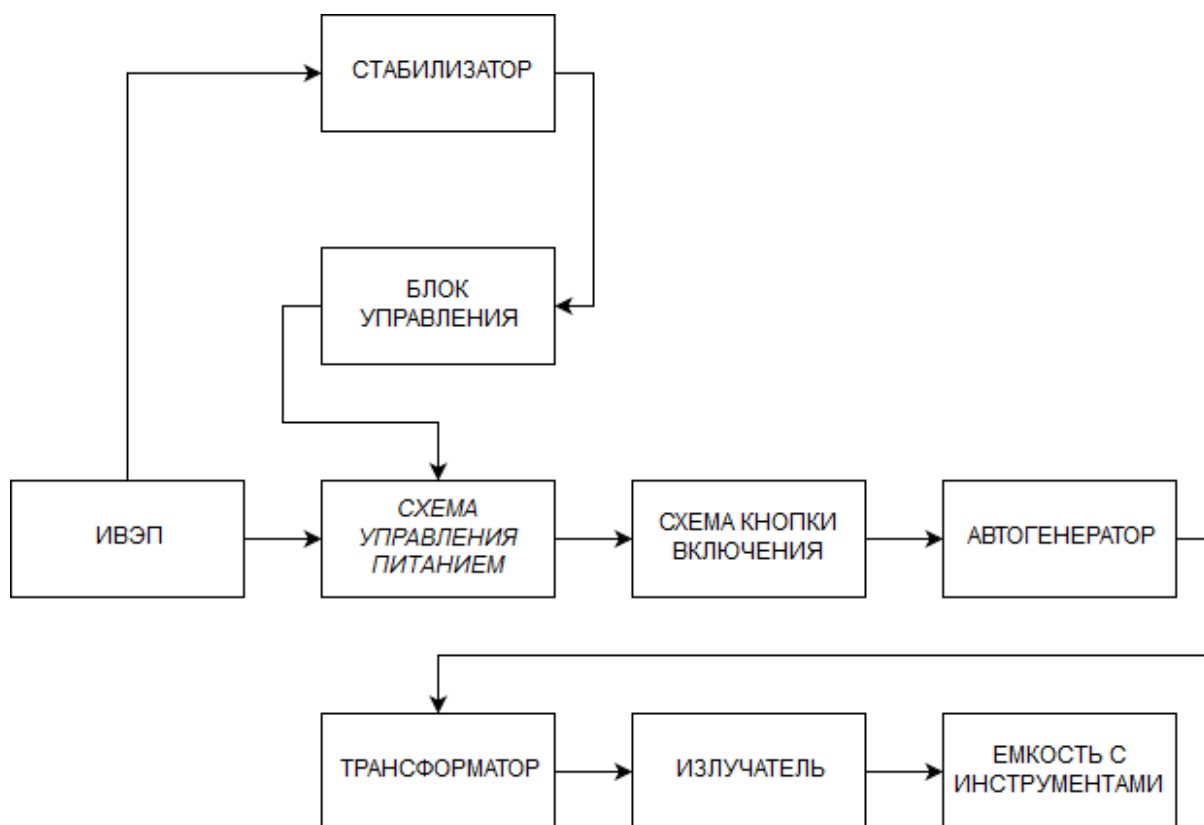 СТАБИЛИЗАТОР
БЛОК
УПРАВЛЕНИЯ
ИВЭП
СХЕМА
УПРАВЛЕНИЯ
ПИТАНИЕМ
СХЕМА КНОПКИ
ВКЛЮЧЕНИЯ
АВТОГЕНЕРАТОР
ТРАНСФОРМАТОР
ИЗЛУЧАТЕЛЬ
ЕМКОСТЬ С
ИНСТРУМЕНТАМИ